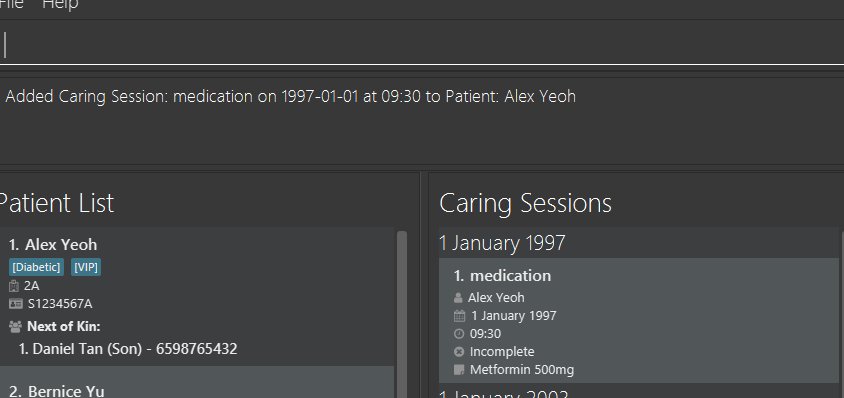 File Help
Added Caring Session: medication on 1997-01-01 at 09:30 to Patient: Alex Yeoh
Patient List
1. Alex Yeoh
[Diabetic] [VIP]
2A
S1234567A
Next of Kin:
1. Daniel Tan (Son) - 6598765432
2. Bernice Yu
Caring Sessions
1 January 1997
1. medication
Alex Yeoh
1 January 1997
09:30
Incomplete
Metformin 500mg
1 January 2002